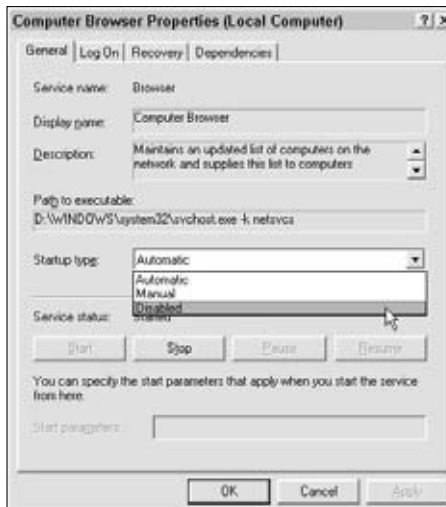 Computer Browser Properties (Local Computer)
General Log On Recovery Dependencies
Service name: Browser
Display name: Computer Browser
Description: Maintains an updated list of computers on the
network and supplies this list to computers
Path to executable:
D:\WINDOWS\system32\svchost.exe -k netsvcs
Startup type: Automatic
Automatic
Manual
Disabled
Service status: Started
Start Stop Pause Resume
You can specify the start parameters that apply when you start the service
from here.
Start parameters:
OK Cancel Apply